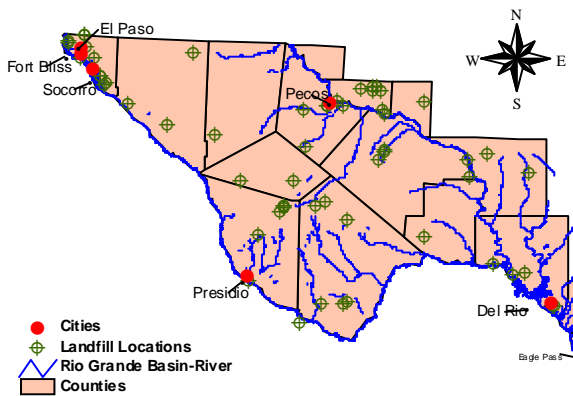 N
El Paso
W E
Fort Bliss
Socorro
Pecos
S
Presidio
Del Rio
Cities
Landfill Locations
Eagle Pass
Rio Grande Basin-River
Counties